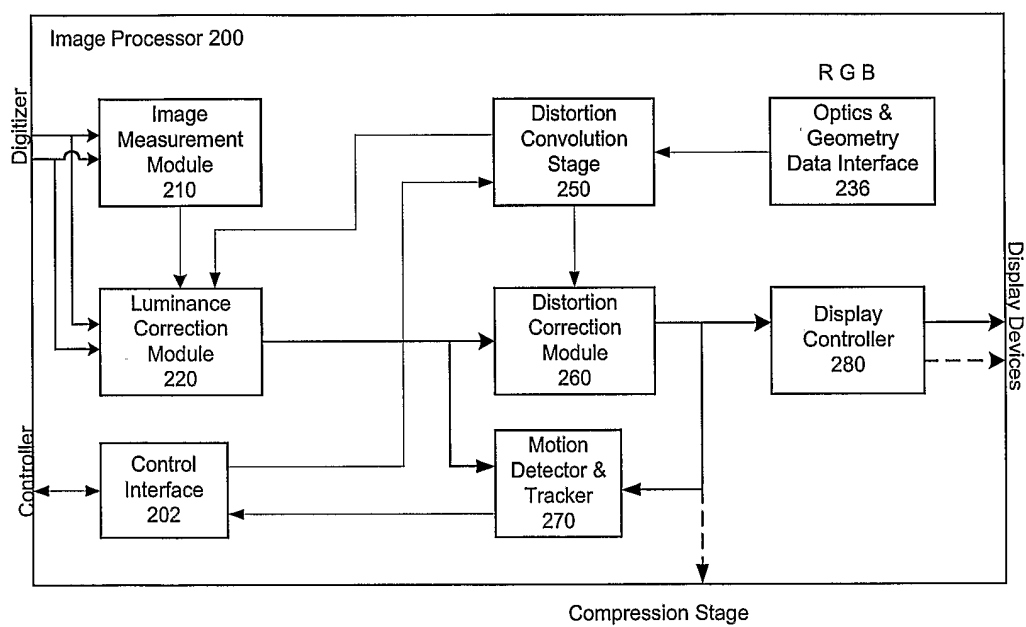 Image Processor 200
R G B
Digitizer
Image
Measurement
Module
210
Distortion
Convolution
Stage
250
Optics &
Geometry
Data Interface
236
Luminance
Correction
Module
220
Distortion
Correction
Module
260
Display
Controller
280
Display Devices
Controller
Control
Interface
202
Motion
Detector &
Tracker
270
Compression Stage